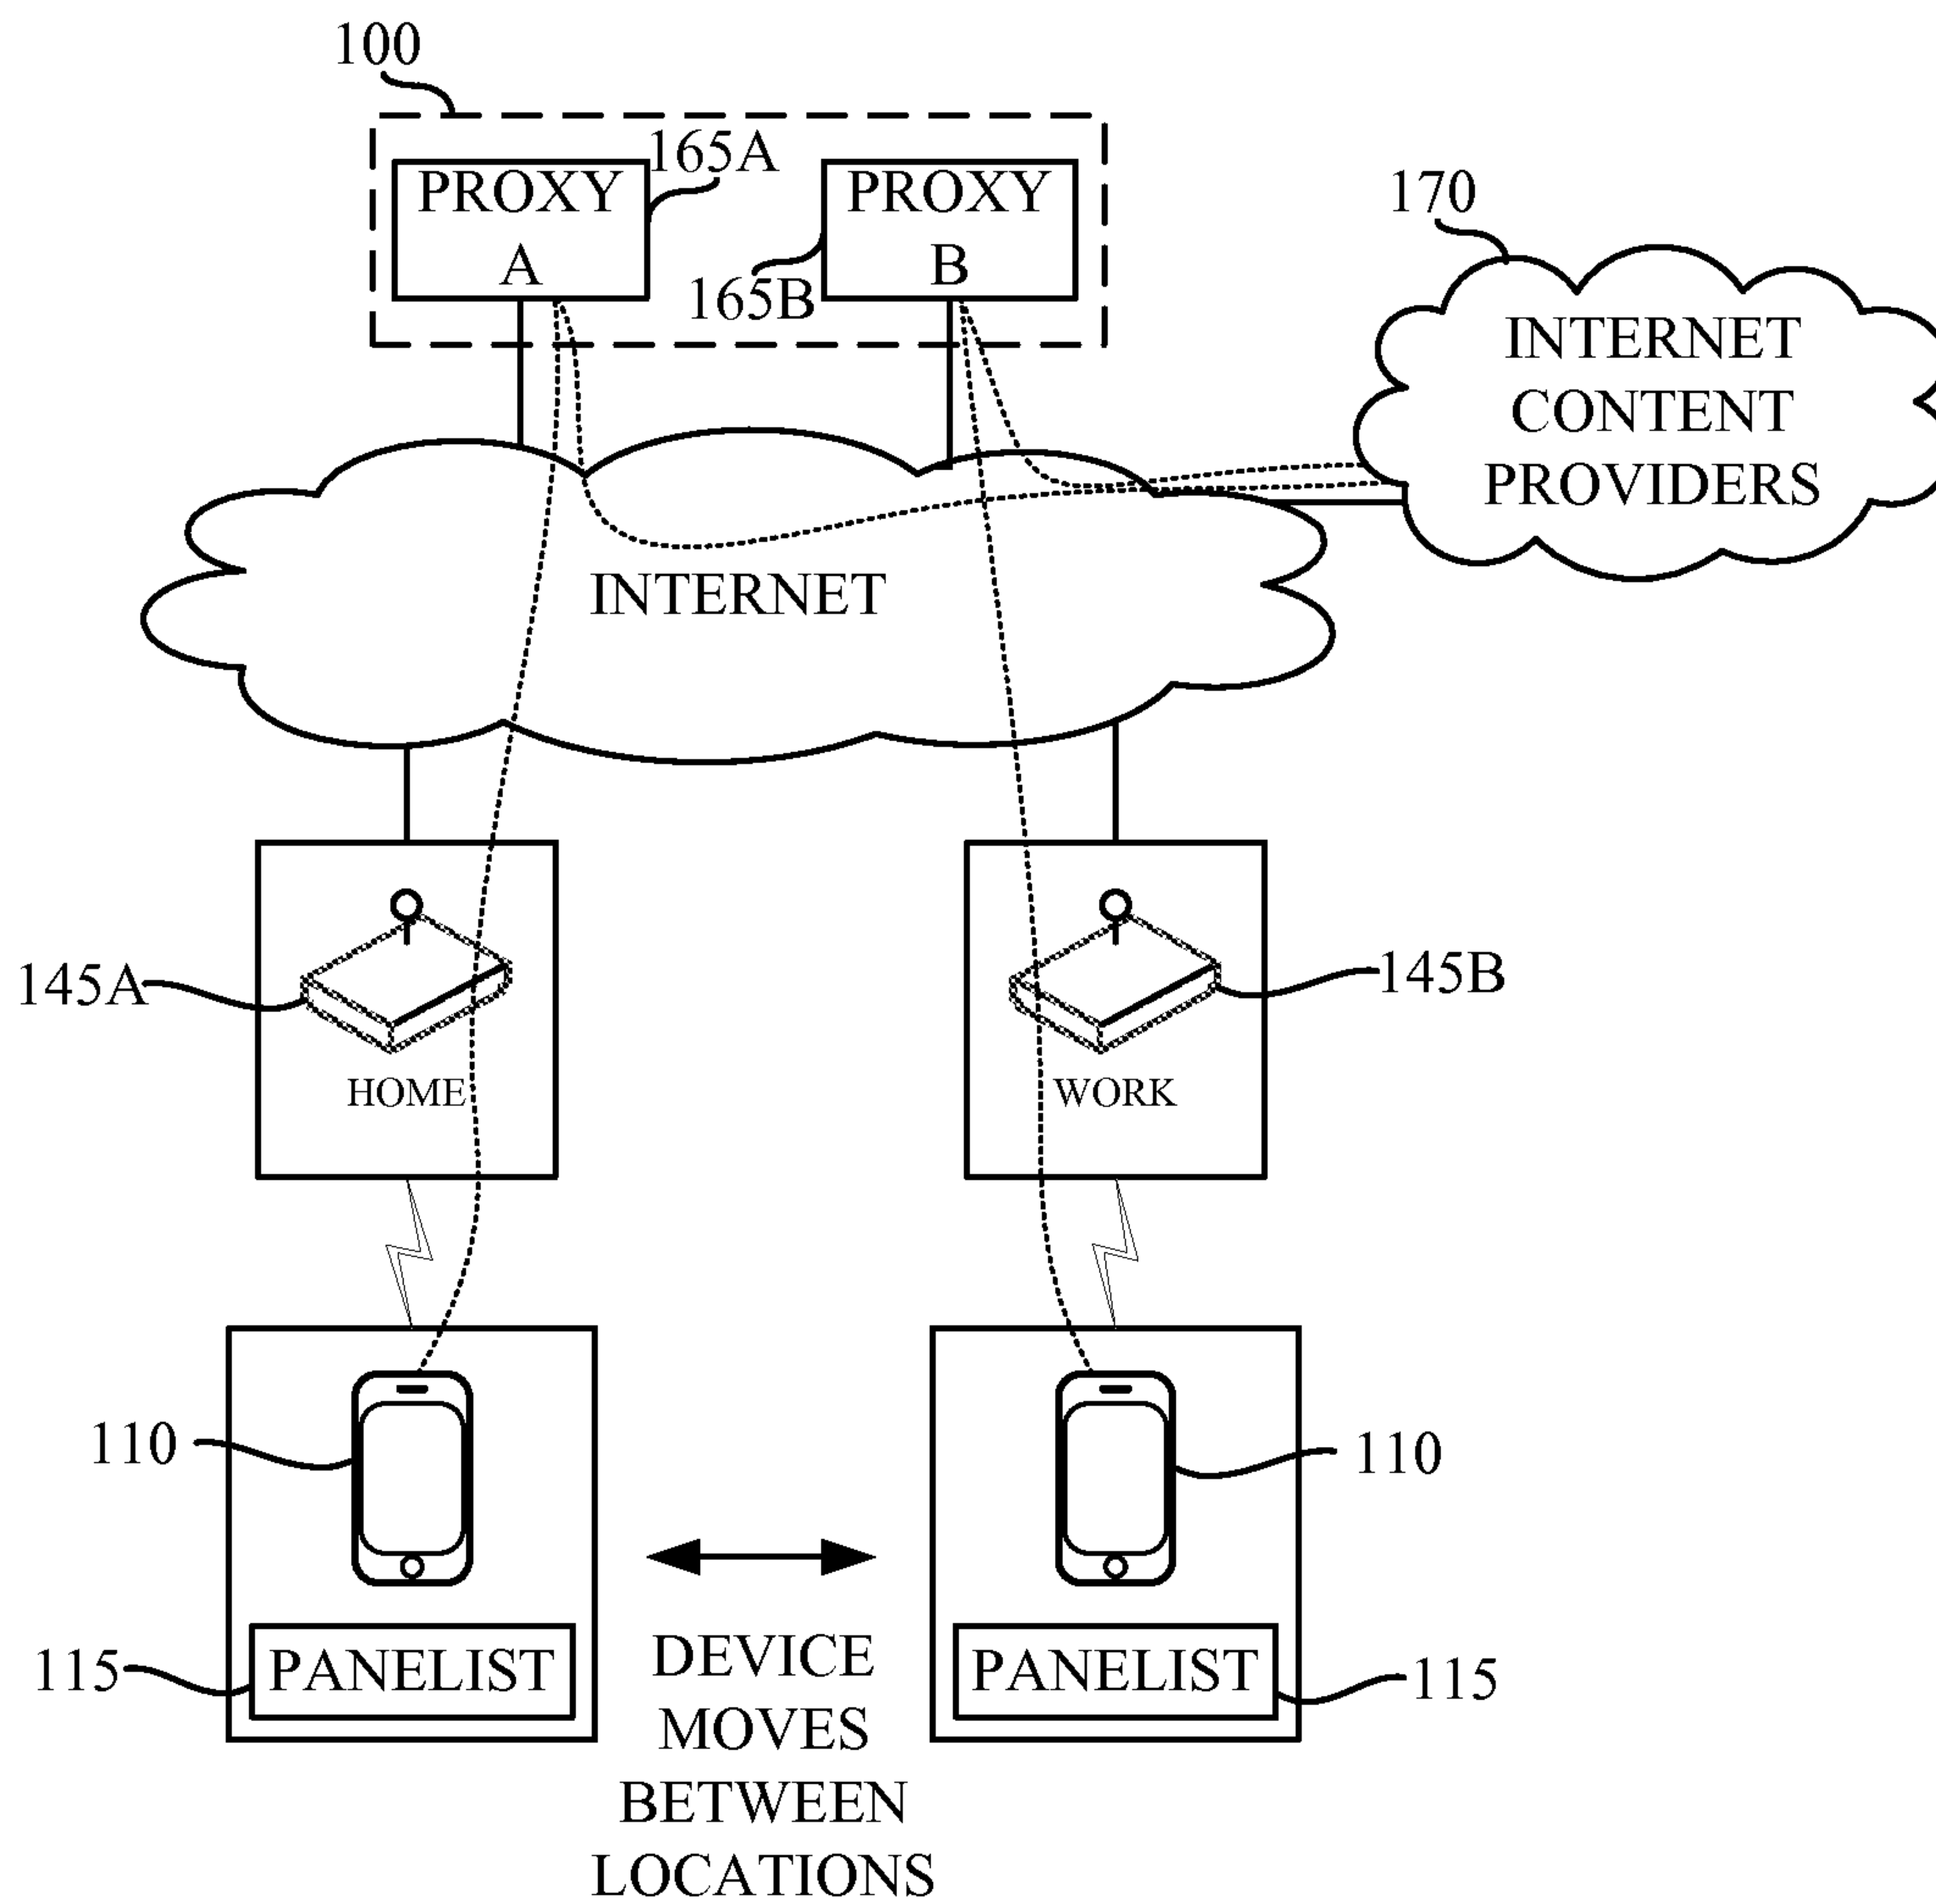 100
165A
PROXY
A
PROXY
B
165B
170
INTERNET
CONTENT
PROVIDERS
INTERNET
145A
HOME
145B
WORK
110
110
115
PANELIST
DEVICE
MOVES
BETWEEN
LOCATIONS
PANELIST
115